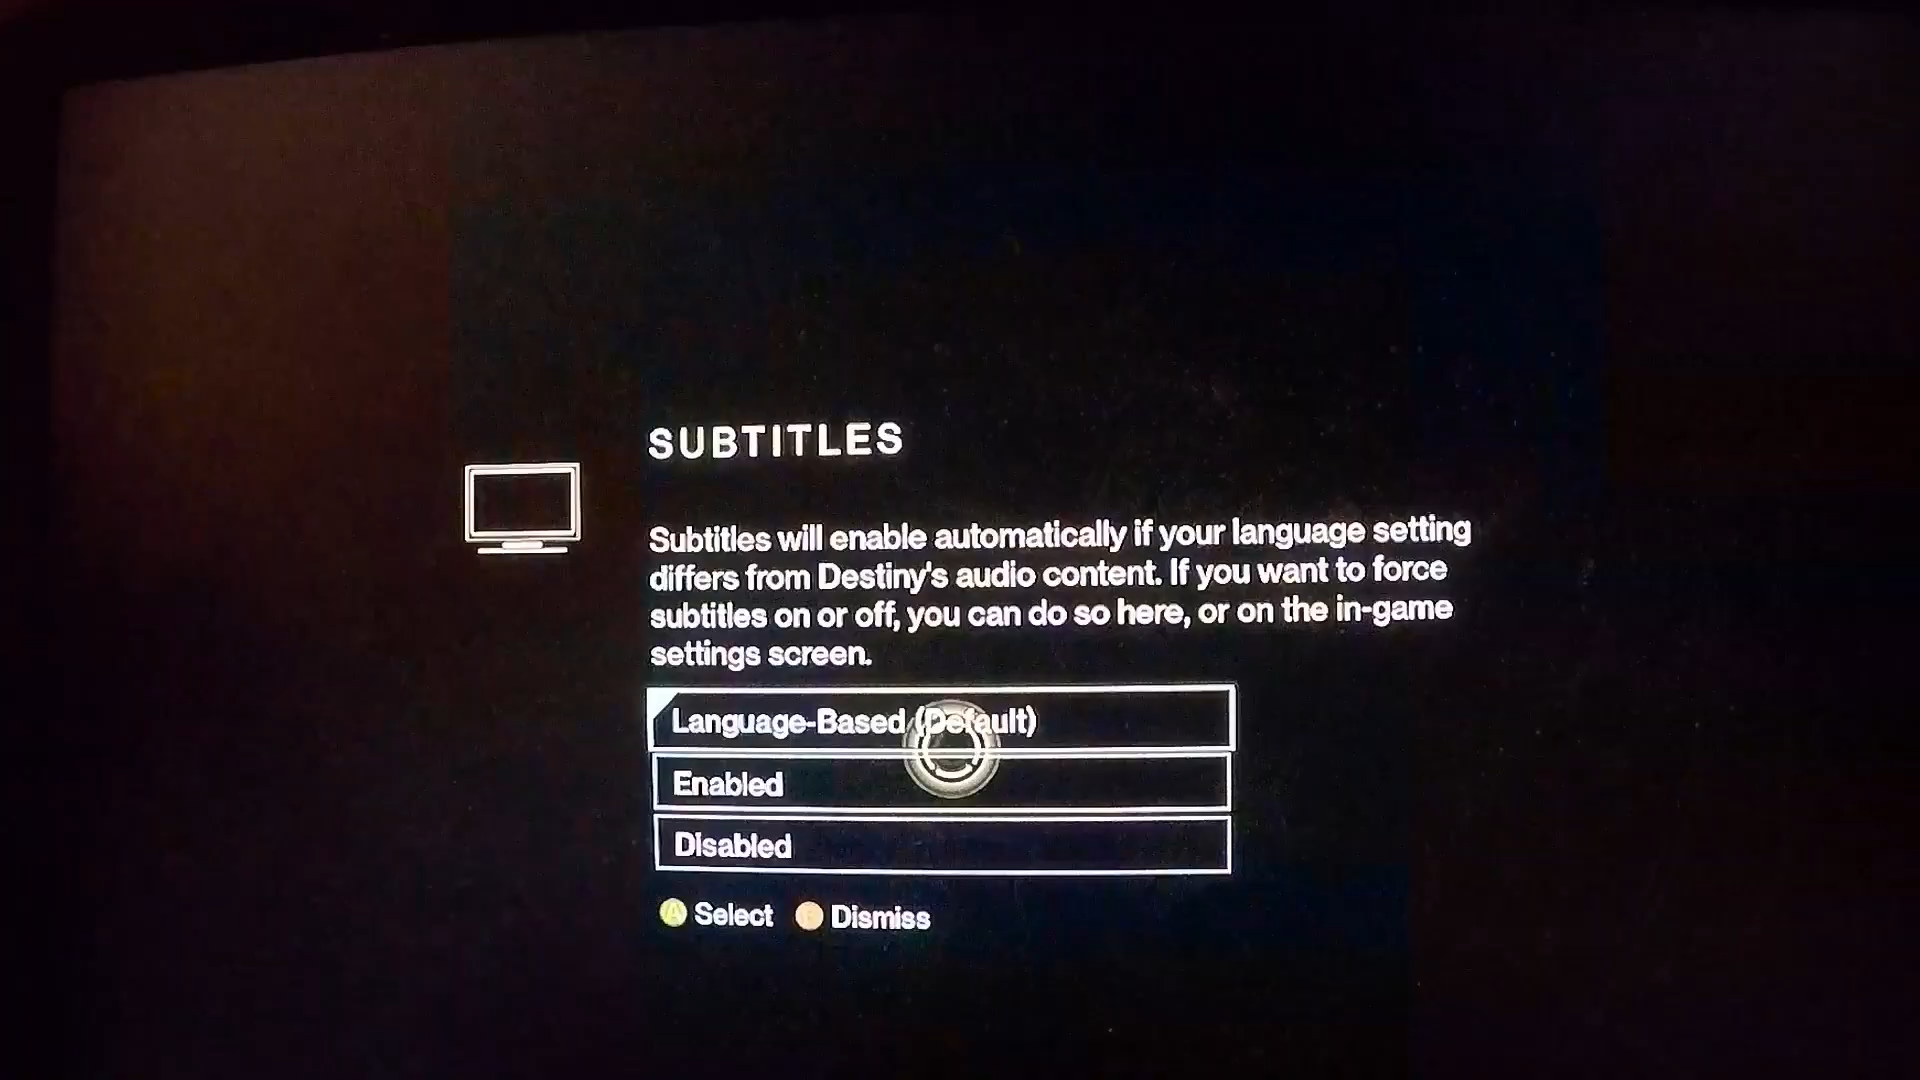 SUBTITLES
Subtitles will enable automatically if your language setting
differs from Destiny's audio content. If you want to force
subtitles on or off, you can do so here, or on the in-game
settings screen.
Language-Based (Default)
Enabled
Disabled
A Select Dismiss